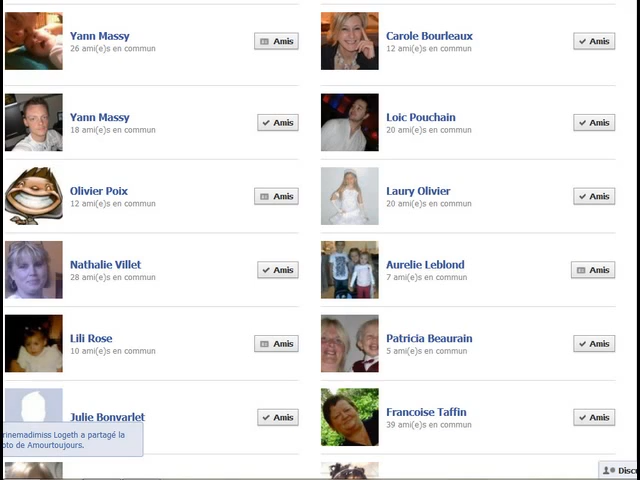 Yann Massy
26 ami(e)s en commun
Amis
Carole Bourleaux
12 ami(e)s en commun
Amis
Yann Massy
18 ami(e)s en commun
Amis
Loic Pouchain
20 ami(e)s en commun
Amis
Olivier Poix
12 ami(e)s en commun
Amis
Laury Olivier
20 ami(e)s en commun
Amis
Nathalie Villet
28 ami(e)s en commun
Amis
Aurelie Leblond
7 ami(e)s en commun
Amis
Lili Rose
10 ami(e)s en commun
Amis
Patricia Beaurain
5 ami(e)s en commun
Amis
Julie Bonvarlet
Amis
Francoise Taffin
39 ami(e)s en commun
Amis
rinemadimiss Logeth a partagé la
oto de Amourtoujours.
Discu